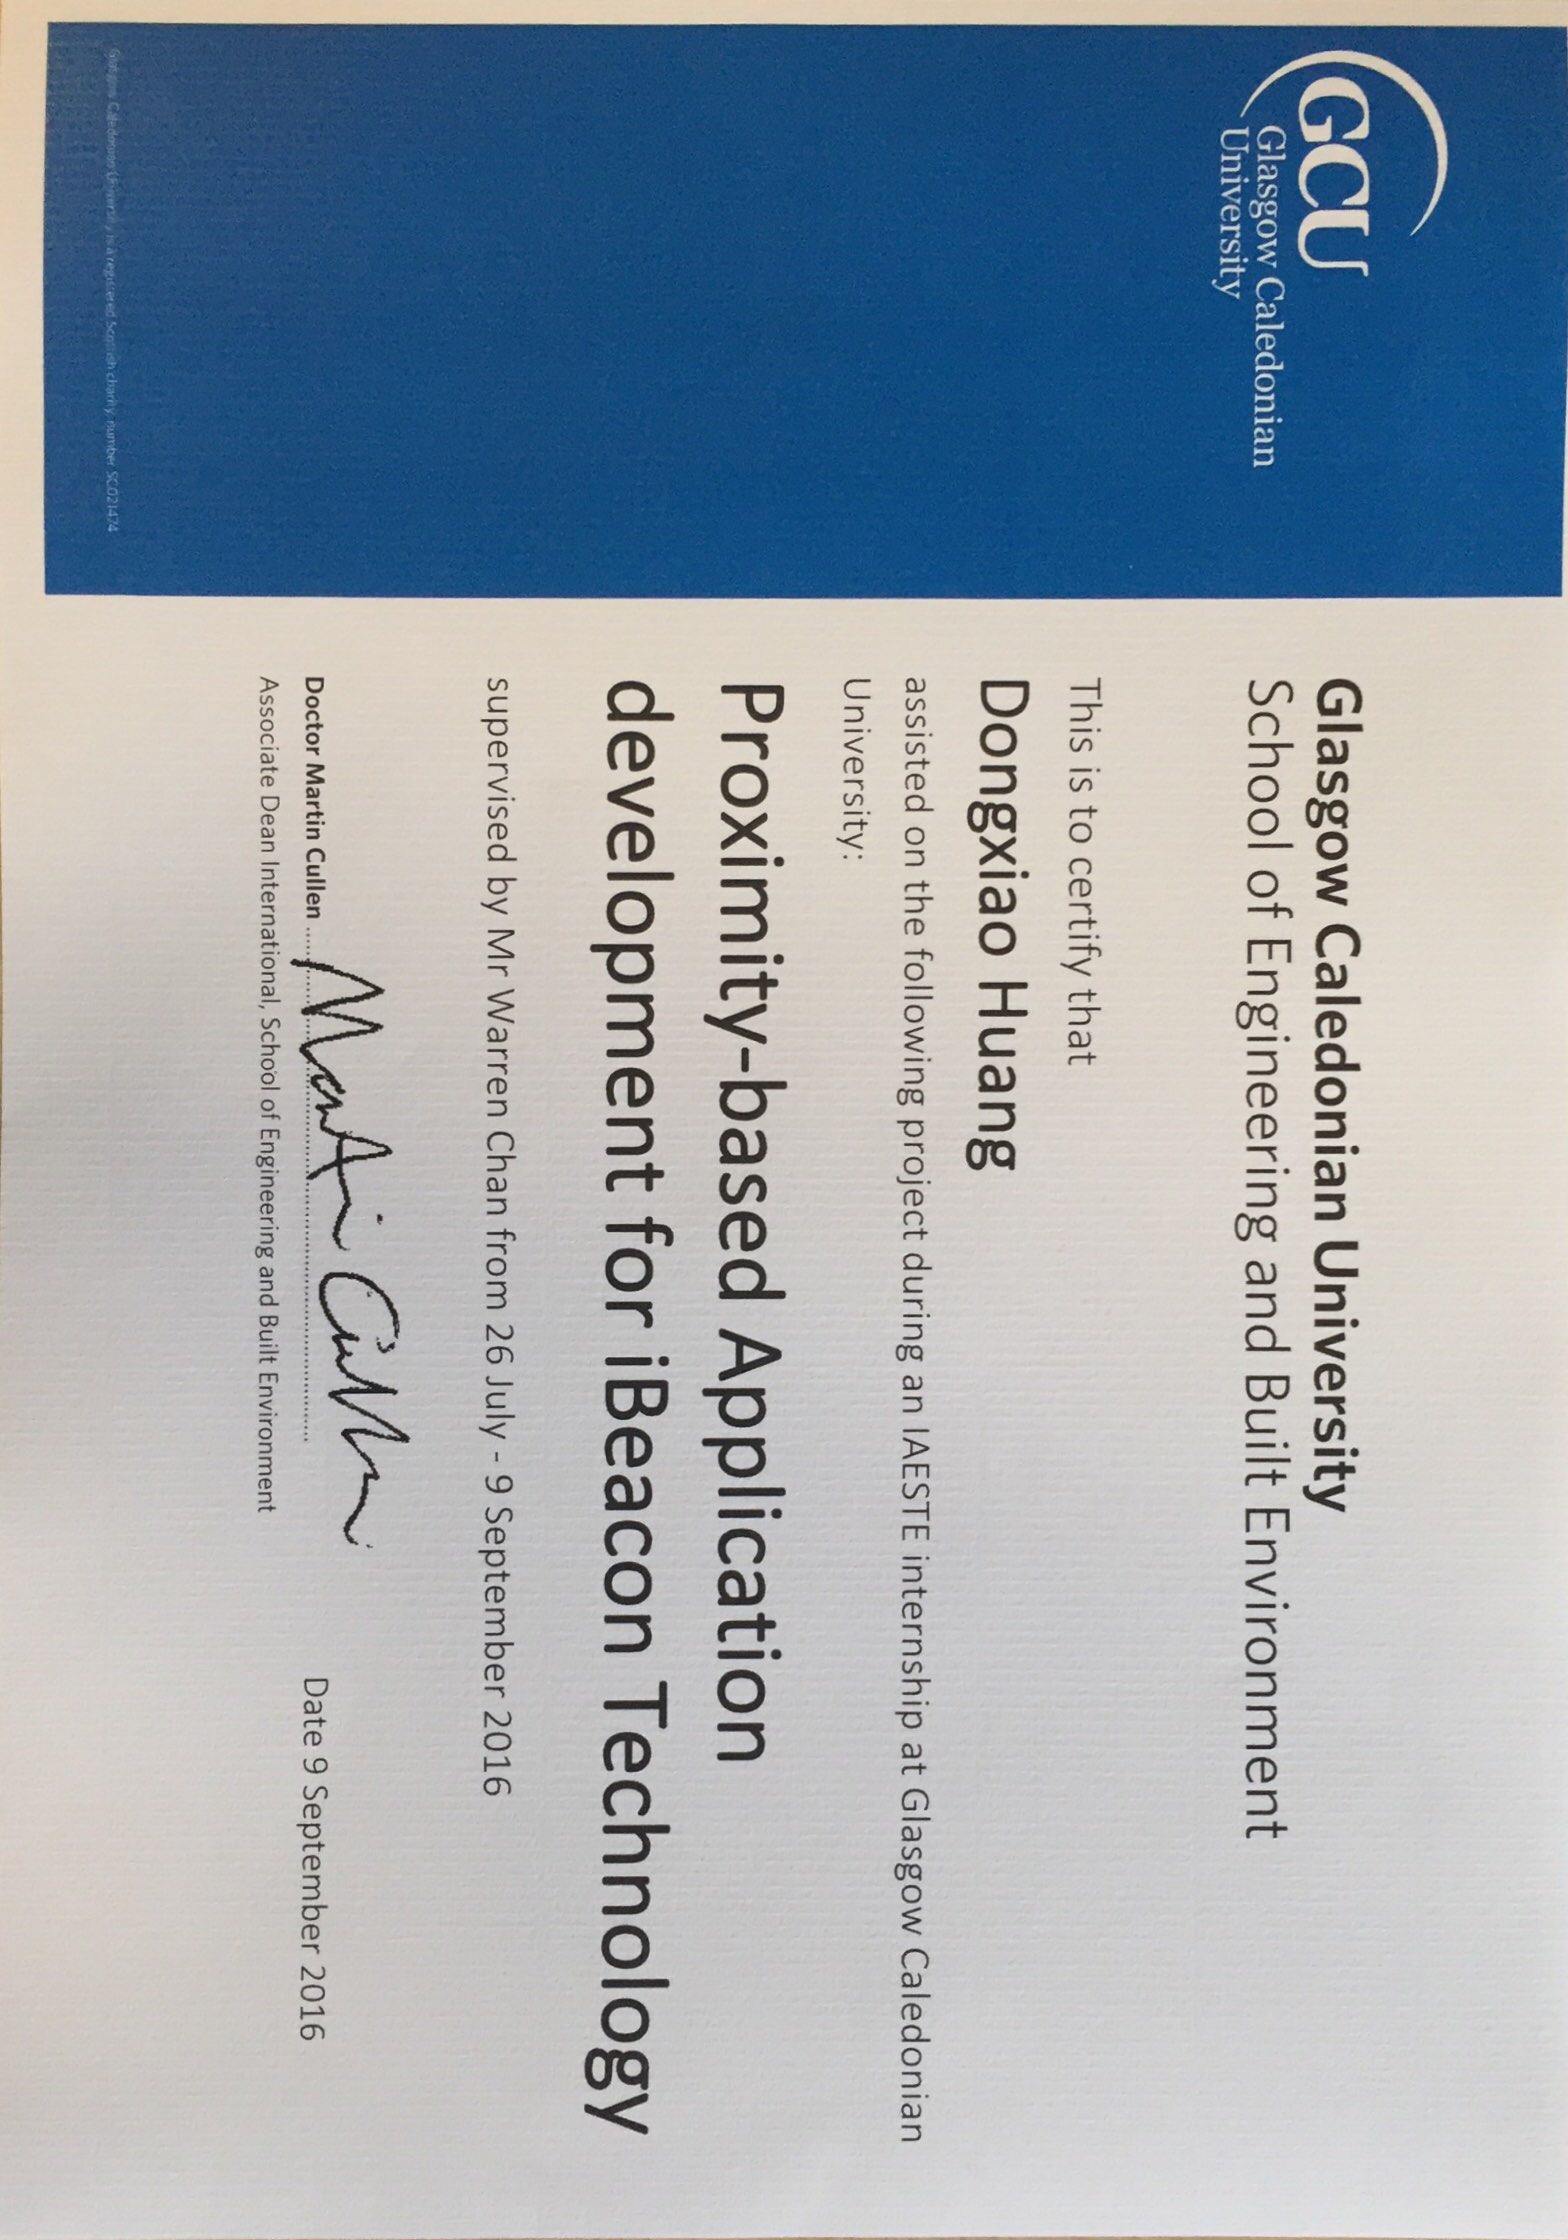 GCU
Glasgow Caledonian
University
Glasgow Caledonian University
School of Engineering and Built Environment
This is to certify that
Dongxiao Huang
assisted on the following project during an IAESTE internship at Glasgow Caledonian
University:
Proximity-based Application
development for iBeacon Technology
supervised by Mr Warren Chan from 26 July - 9 September 2016
Martin Cullen
Doctor Martin Cullen
Date 9 September 2016
Associate Dean International, School of Engineering and Built Environment
Glasgow Caledonian University is a registered Scottish charity, number SC021474